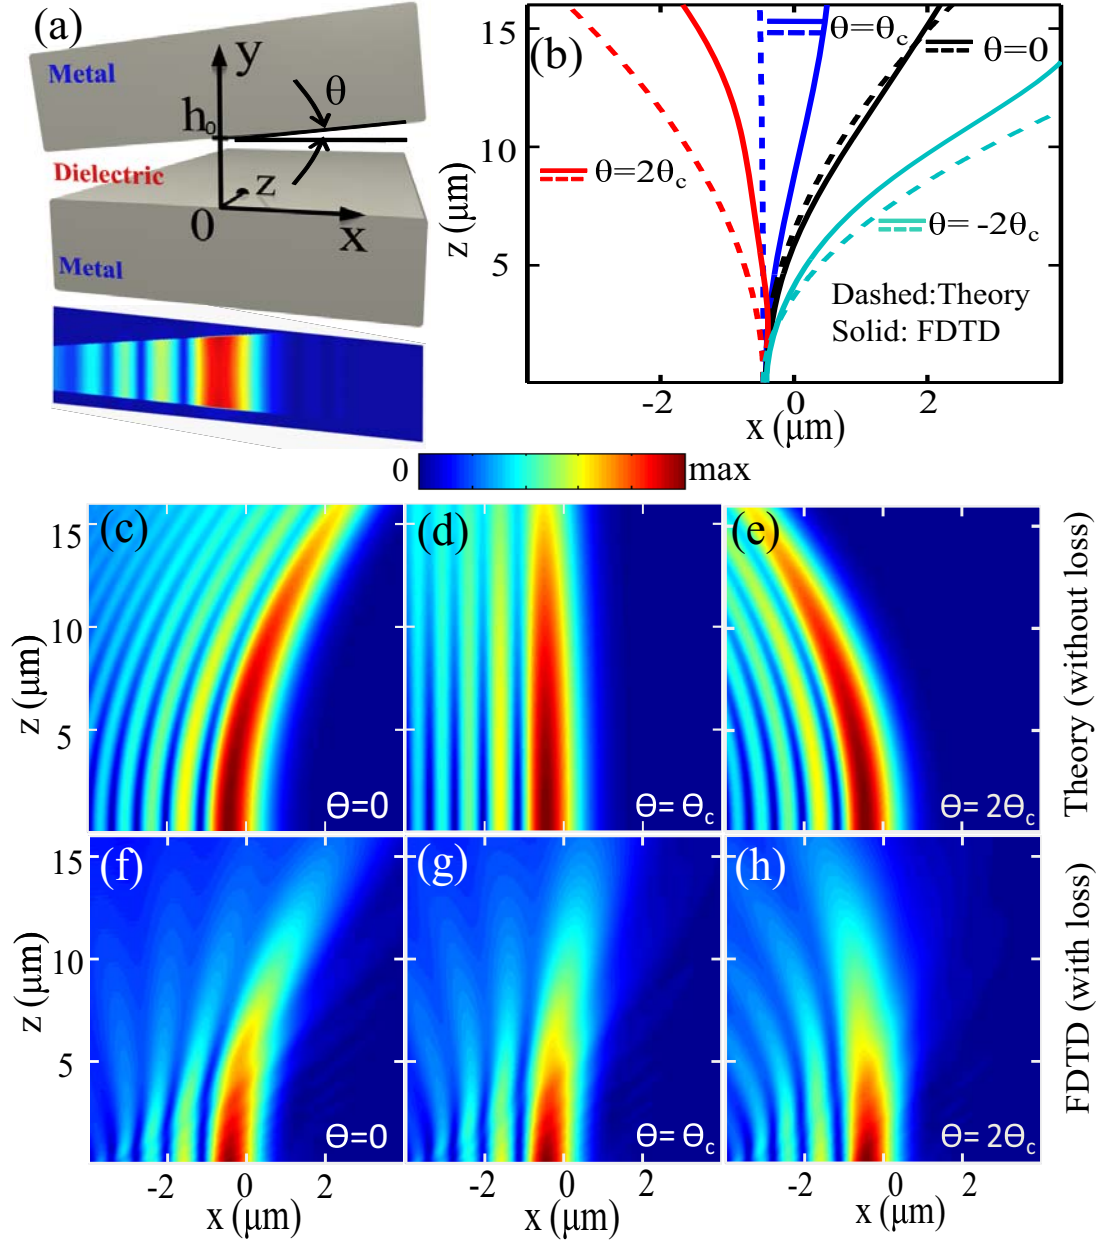 (a)
Metal
y
θ
h₀
Dielectric
z
0
x
Metal
(b)
15
10
5
z (μm)
θ=θc
θ=0
θ=2θc
θ= -2θc
Dashed:Theory
Solid: FDTD
-2 0 2
x (μm)
0 max
(c) (d) (e)
15
10
5
z (μm)
Θ=0 Θ= Θc Θ= 2Θc
Theory (without loss)
(f) (g) (h)
15
10
5
z (μm)
Θ=0 Θ= Θc Θ= 2Θc
FDTD (with loss)
-2 0 2 -2 0 2 -2 0 2
x (μm) x (μm) x (μm)